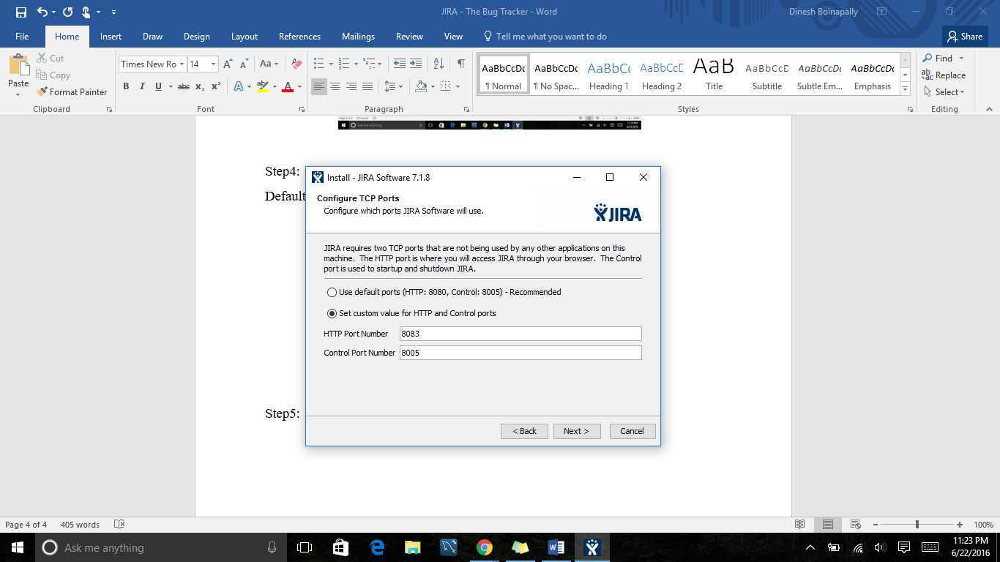 JIRA - The Bug Tracker - Word
Dinesh Boinapally
File Home Insert Draw Design Layout References Mailings Review View Tell me what you want to do Share
Paste
Cut
Copy
Format Painter
Clipboard
Times New Ro 14
Aa
B I U abc x₂ x²
A ab A
Font
Paragraph
AaBbCcDc ¶ Normal
AaBbCcDc ¶ No Spac...
AaBbCc Heading 1
AaBbCcD Heading 2
AaB Title
AaBbCcD Subtitle
AaBbCcDc Subtle Em...
AaBbCcDc Emphasis
Styles
Find
Replace
Select
Editing
Step4:
Default
Install - JIRA Software 7.1.8
Configure TCP Ports
Configure which ports JIRA Software will use.
JIRA
JIRA requires two TCP ports that are not being used by any other applications on this
machine. The HTTP port is where you will access JIRA through your browser. The Control
port is used to startup and shutdown JIRA.
Use default ports (HTTP: 8080, Control: 8005) - Recommended
Set custom value for HTTP and Control ports
HTTP Port Number 8083
Control Port Number 8005
< Back Next > Cancel
Step5:
Page 4 of 4 405 words
100%
Ask me anything
11:23 PM
6/22/2016